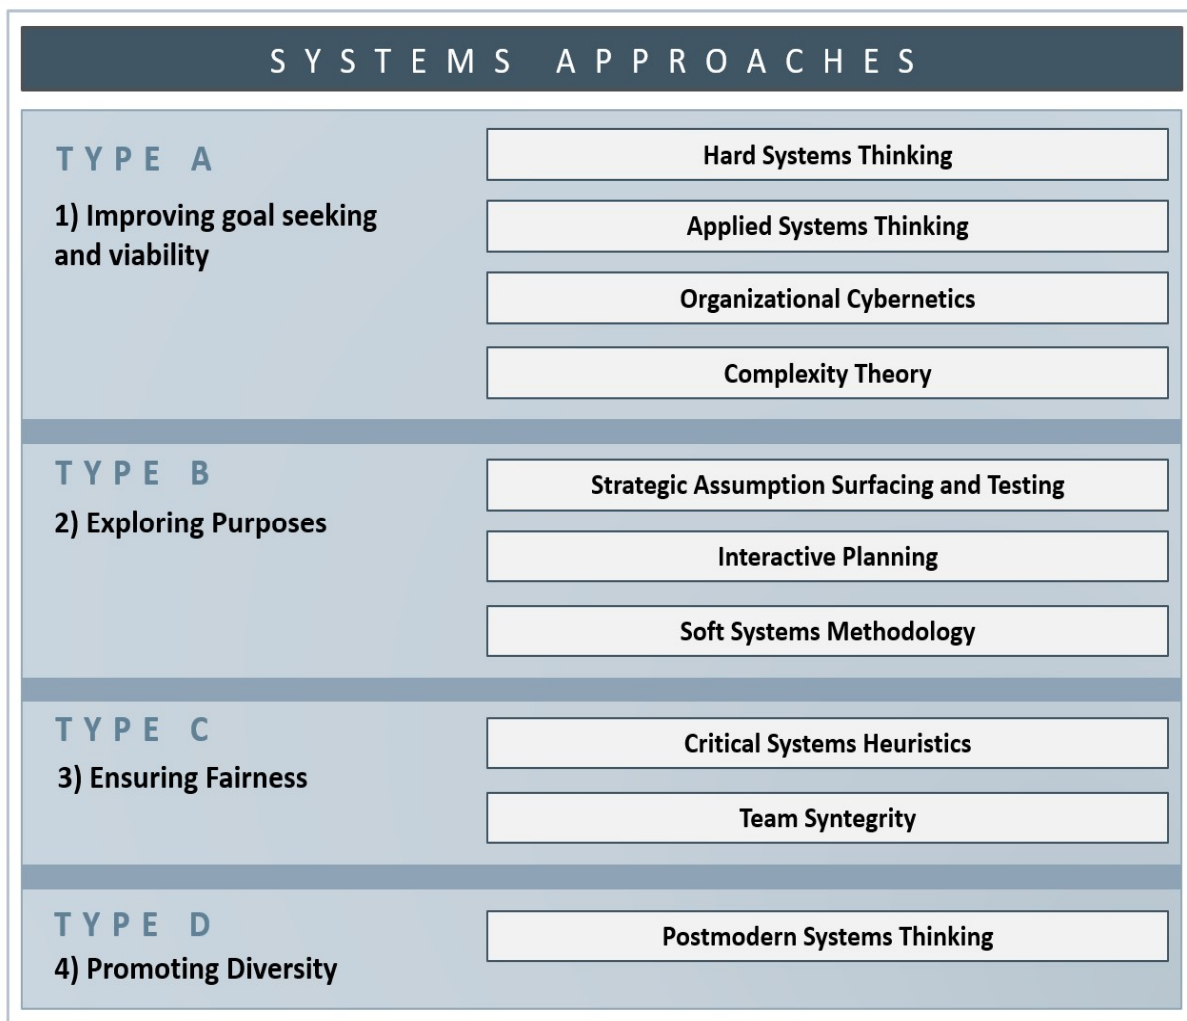 SYSTEMS APPROACHES
TYPE A
1) Improving goal seeking
and viability
Hard Systems Thinking
Applied Systems Thinking
Organizational Cybernetics
Complexity Theory
TYPE B
2) Exploring Purposes
Strategic Assumption Surfacing and Testing
Interactive Planning
Soft Systems Methodology
TYPE C
3) Ensuring Fairness
Critical Systems Heuristics
Team Syntegrity
TYPE D
4) Promoting Diversity
Postmodern Systems Thinking